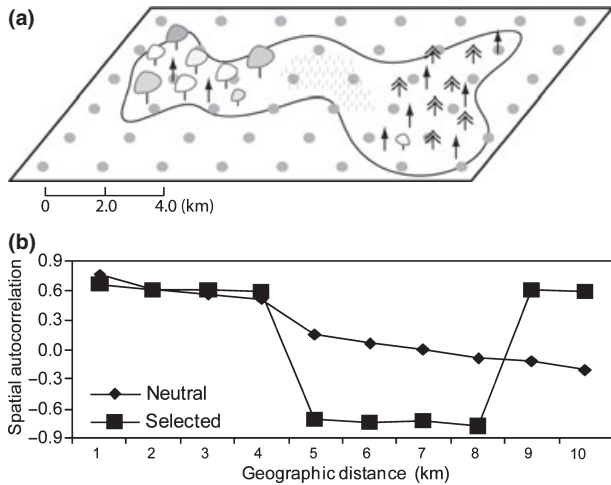 (a)
0 2.0 4.0 (km)
(b)
Spatial autocorrelation
0.9
0.6
0.3
0.0
−0.3
−0.6
−0.9
Neutral
Selected
1 2 3 4 5 6 7 8 9 10
Geographic distance (km)